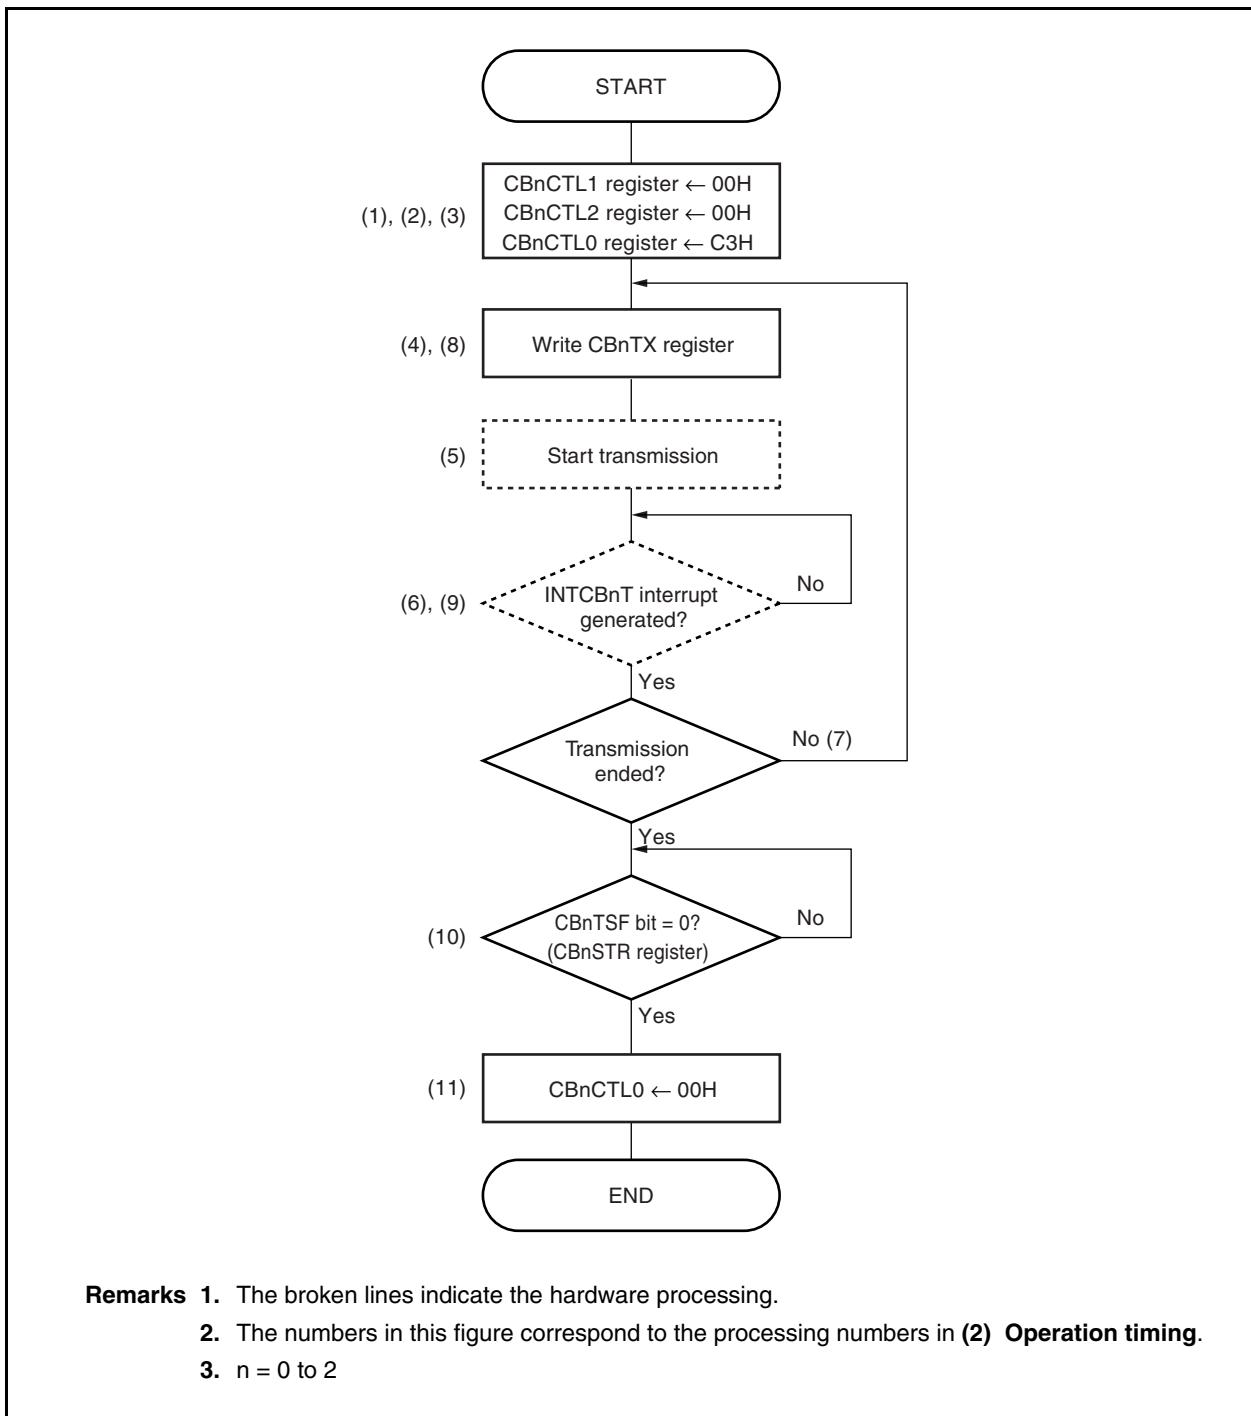 START
CBnCTL1 register ← 00H
(1), (2), (3) CBnCTL2 register ← 00H
CBnCTL0 register ← C3H
(4), (8) Write CBnTX register
(5) Start transmission
(6), (9) INTCBnT interrupt
generated?
No
Yes
Transmission
ended?
No (7)
Yes
(10) CBnTSF bit = 0?
(CBnSTR register)
No
Yes
(11) CBnCTL0 ← 00H
END
Remarks 1. The broken lines indicate the hardware processing.
2. The numbers in this figure correspond to the processing numbers in (2) Operation timing.
3. n = 0 to 2